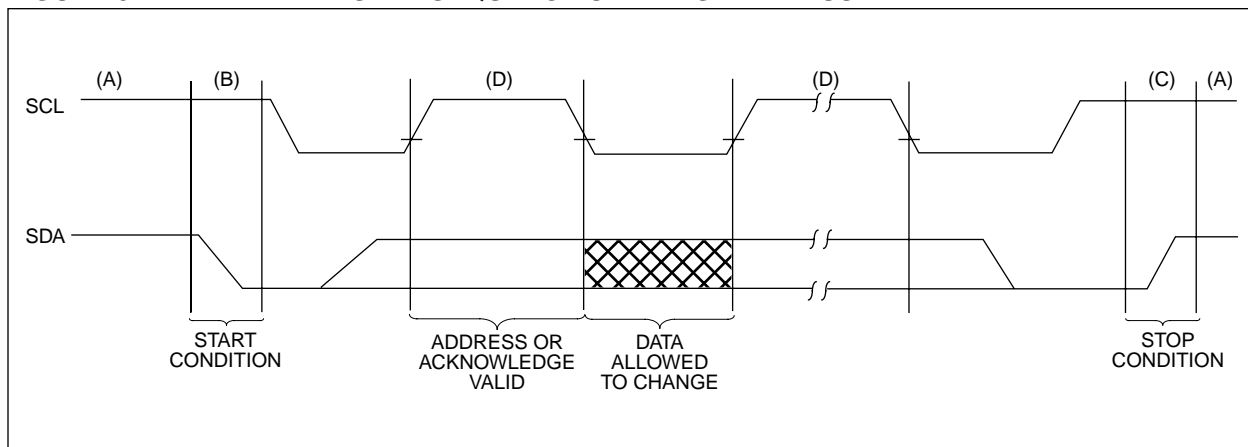 (A) (B) (D) (D) (C) (A)
SCL
SDA
START
CONDITION
ADDRESS OR
ACKNOWLEDGE
VALID
DATA
ALLOWED
TO CHANGE
STOP
CONDITION